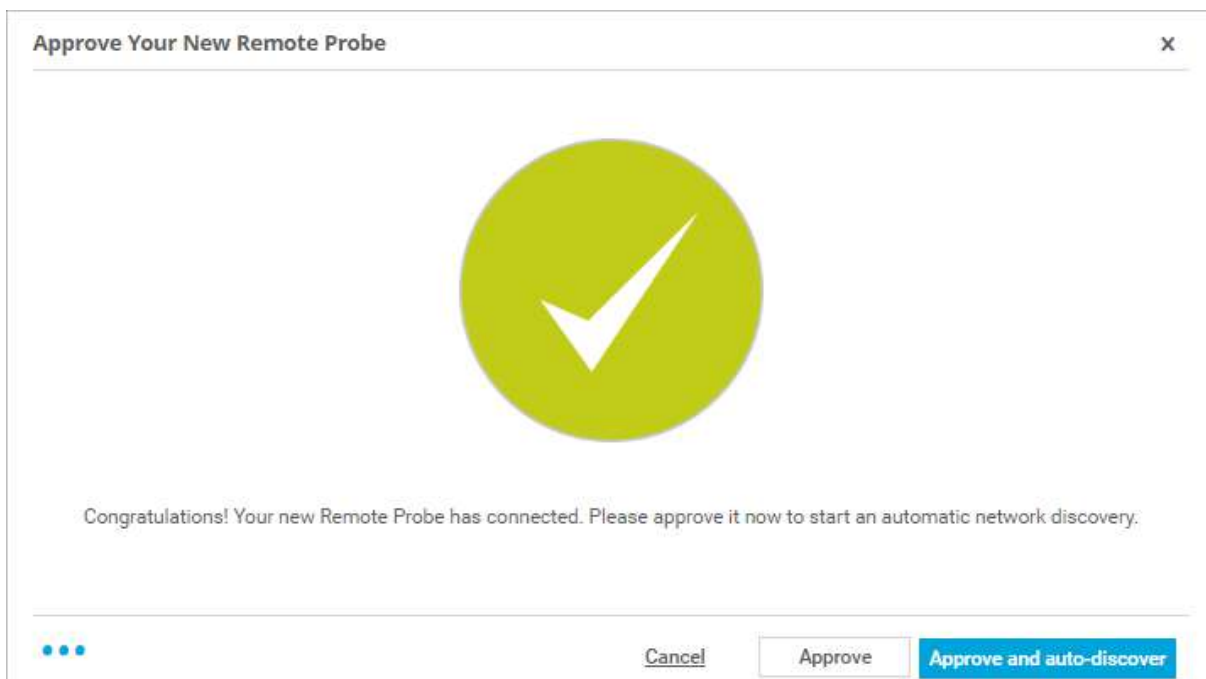 Approve Your New Remote Probe
Congratulations! Your new Remote Probe has connected. Please approve it now to start an automatic network discovery.
Cancel Approve Approve and auto-discover